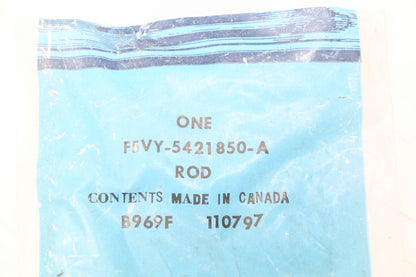 ONE
F5VY-5421850-A
ROD
CONTENTS MADE IN CANADA
B969F 110797